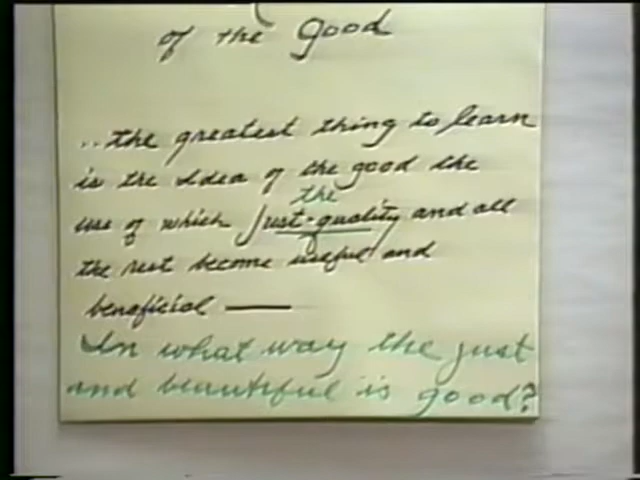 of the Good
..the greatest thing to learn
is the idea of the good the
the
use of which just-quality and all
the rest become useful and
beneficial —
In what way the just
and beautiful is good?